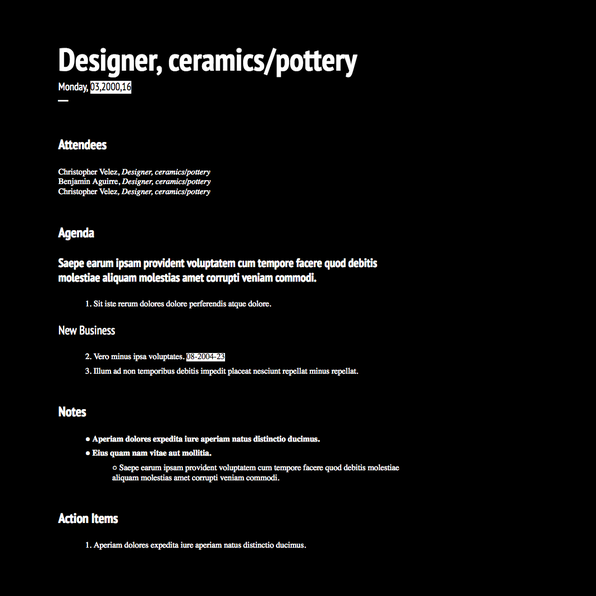 Designer, ceramics/pottery
Monday, 03,2000,16
Attendees
Christopher Velez, Designer, ceramics/pottery
Benjamin Aguirre, Designer, ceramics/pottery
Christopher Velez, Designer, ceramics/pottery
Agenda
Saepe earum ipsam provident voluptatem cum tempore facere quod debitis
molestiae aliquam molestias amet corrupti veniam commodi.
1. Sit iste rerum dolores dolore perferendis atque dolore.
New Business
2. Vero minus ipsa voluptates. 08-2004-23
3. Illum ad non temporibus debitis impedit placeat nesciunt repellat minus repellat.
Notes
● Aperiam dolores expedita iure aperiam natus distinctio ducimus.
● Eius quam nam vitae aut mollitia.
○ Saepe earum ipsam provident voluptatem cum tempore facere quod debitis molestiae
aliquam molestias amet corrupti veniam commodi.
Action Items
1. Aperiam dolores expedita iure aperiam natus distinctio ducimus.